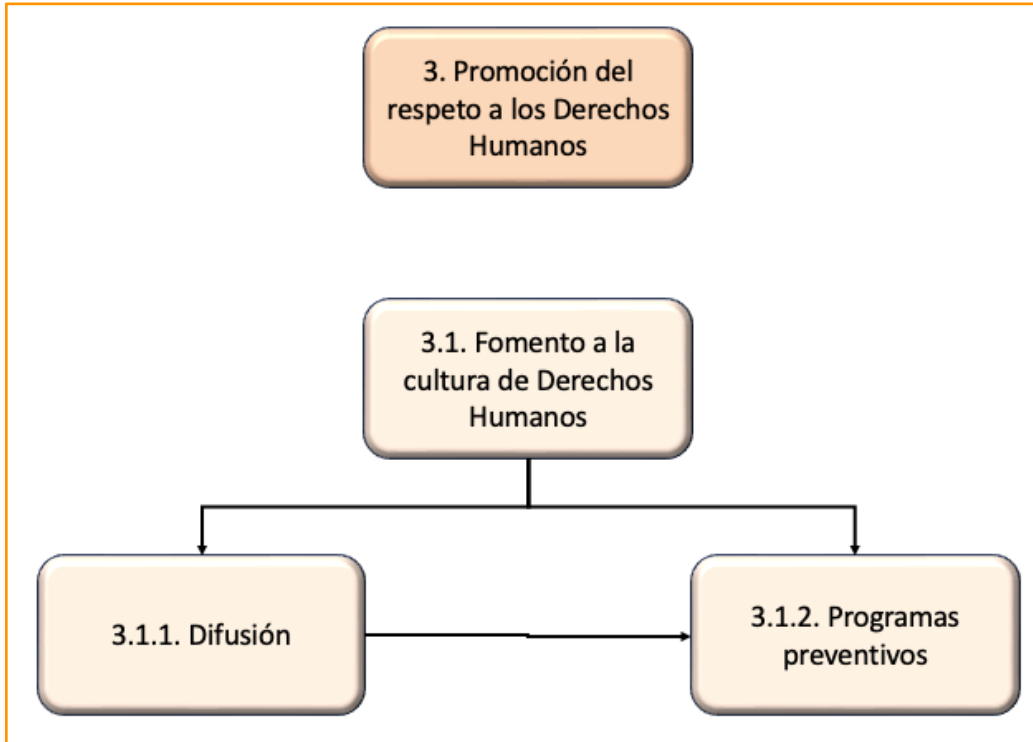 3. Promoción del
respeto a los Derechos
Humanos
3.1. Fomento a la
cultura de Derechos
Humanos
3.1.1. Difusión
3.1.2. Programas
preventivos